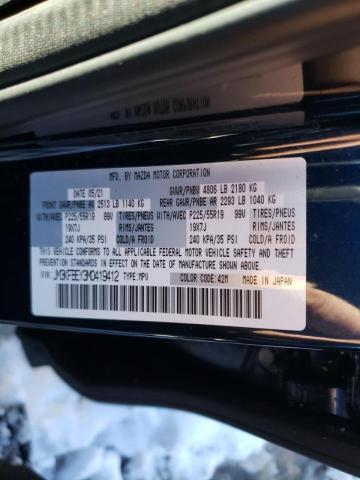 MFD. BY MAZDA MOTOR CORPORATION
DATE 05/21 GVWR/PNBV 4806 LB 2180 KG
FRONT GAWR/PNBE AV 2513 LB 1140 KG REAR GAWR/PNBE AR 2293 LB 1040 KG
WITH/AVEC P225/55R19 99V TIRES/PNEUS WITH/AVEC P225/55R19 99V TIRES/PNEUS
19X7J RIMS/JANTES 19X7J RIMS/JANTES
240 KPA/35 PSI COLD/A FROID 240 KPA/35 PSI COLD/A FROID
THIS VEHICLE CONFORMS TO ALL APPLICABLE FEDERAL MOTOR VEHICLE SAFETY, BUMPER,
AND THEFT PREVENTION STANDARDS IN EFFECT ON THE DATE OF MANUFACTURE SHOWN ABOVE.
VIN: TYPE: MPV COLOR CODE: 42M MADE IN JAPAN